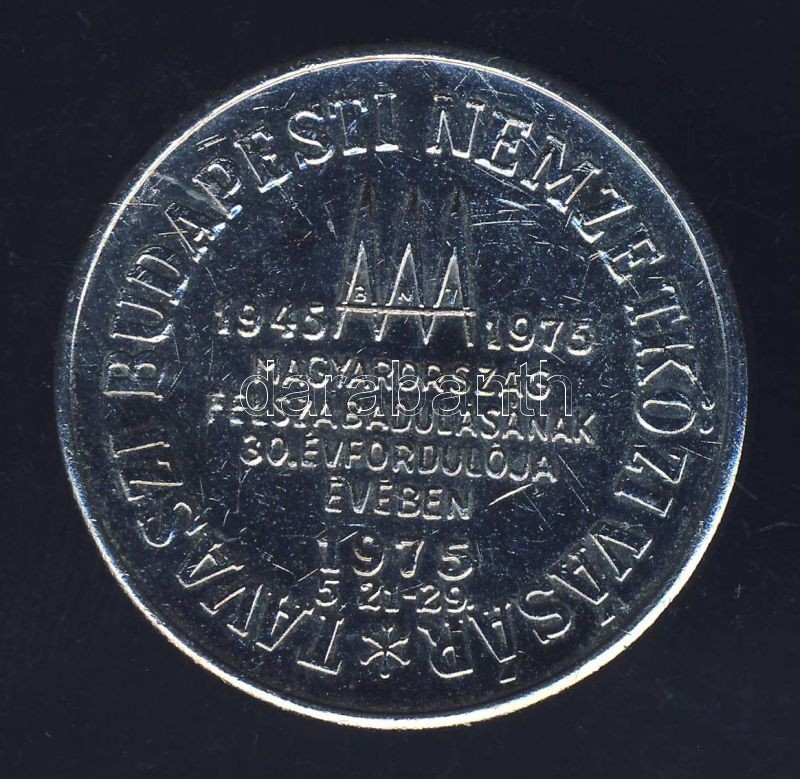 TAVASZI BUDAPESTI NEMZETKÖZI VÁSÁR
BNV
1945 1975
MAGYARORSZÁG
FELSZABADULÁSÁNAK
30. ÉVFORDULÓJA
ÉVÉBEN
1975
5. 21-29.
darabanth